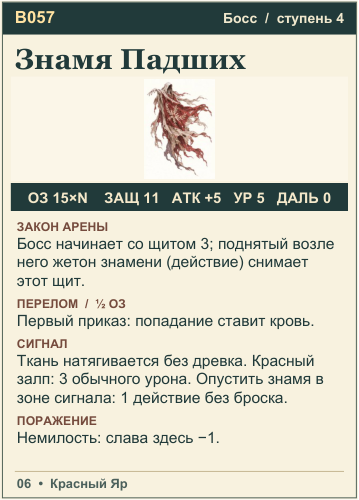 B057
Босс / ступень 4
Знамя Падших
ОЗ 15×N ЗАЩ 11 АТК +5 УР 5 ДАЛЬ 0
ЗАКОН АРЕНЫ
Босс начинает со щитом 3; поднятый возле
него жетон знамени (действие) снимает
этот щит.
ПЕРЕЛОМ / ½ ОЗ
Первый приказ: попадание ставит кровь.
СИГНАЛ
Ткань натягивается без древка. Красный
залп: 3 обычного урона. Опустить знамя в
зоне сигнала: 1 действие без броска.
ПОРАЖЕНИЕ
Немилость: слава здесь −1.
06 • Красный Яр